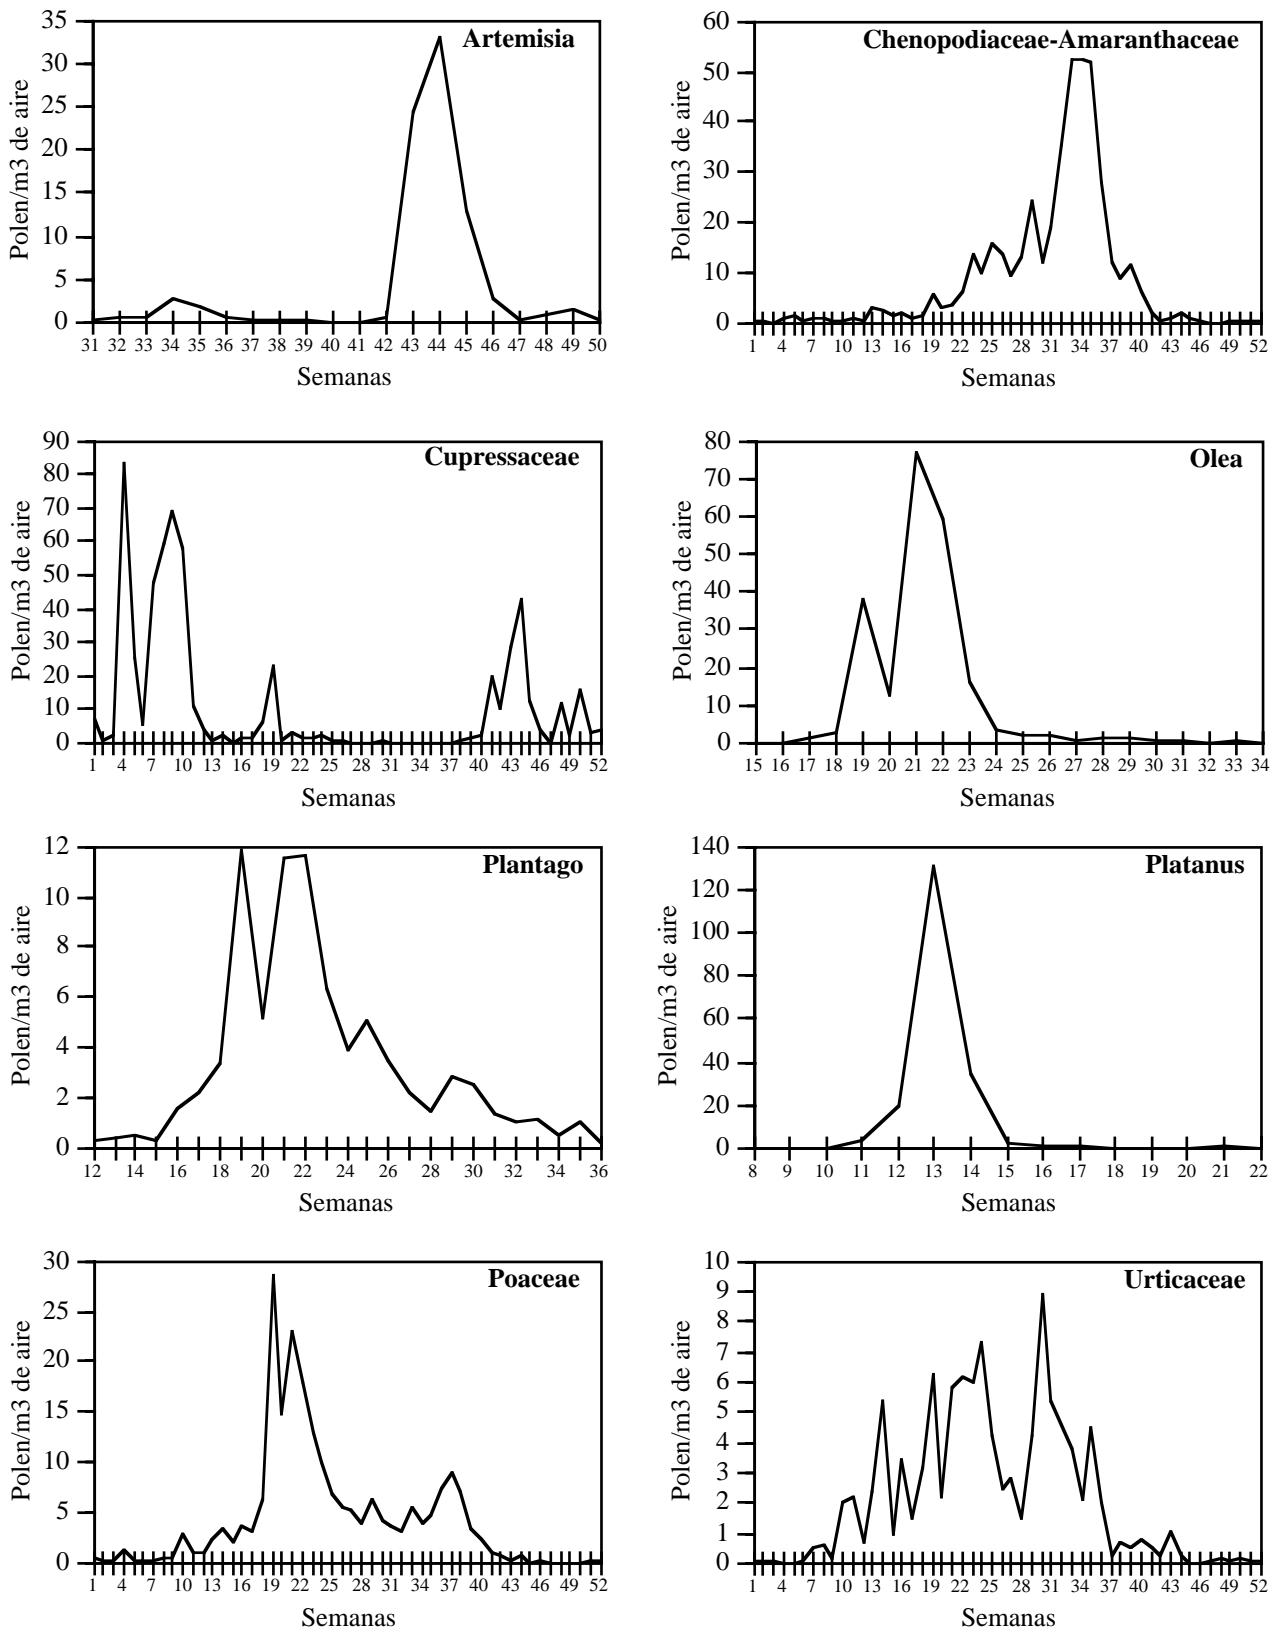 Artemisia
Polen/m3 de aire
35
30
25
20
15
10
5
0
31 32 33 34 35 36 37 38 39 40 41 42 43 44 45 46 47 48 49 50
Semanas
Chenopodiaceae-Amaranthaceae
Polen/m3 de aire
60
50
40
30
20
10
0
1 4 7 10 13 16 19 22 25 28 31 34 37 40 43 46 49 52
Semanas
Cupressaceae
Polen/m3 de aire
90
80
70
60
50
40
30
20
10
0
1 4 7 10 13 16 19 22 25 28 31 34 37 40 43 46 49 52
Semanas
Olea
Polen/m3 de aire
80
70
60
50
40
30
20
10
0
15 16 17 18 19 20 21 22 23 24 25 26 27 28 29 30 31 32 33 34
Semanas
Plantago
Polen/m3 de aire
12
10
8
6
4
2
0
12 14 16 18 20 22 24 26 28 30 32 34 36
Semanas
Platanus
Polen/m3 de aire
140
120
100
80
60
40
20
0
8 9 10 11 12 13 14 15 16 17 18 19 20 21 22
Semanas
Poaceae
Polen/m3 de aire
30
25
20
15
10
5
0
1 4 7 10 13 16 19 22 25 28 31 34 37 40 43 46 49 52
Semanas
Urticaceae
Polen/m3 de aire
10
9
8
7
6
5
4
3
2
1
0
1 4 7 10 13 16 19 22 25 28 31 34 37 40 43 46 49 52
Semanas